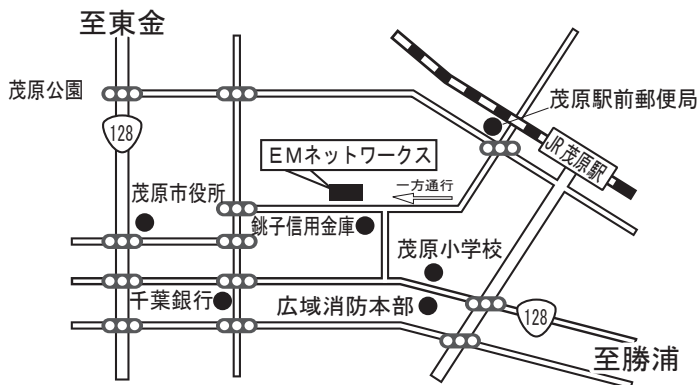 至東金
茂原公園
128
茂原駅前郵便局
JR茂原駅
EMネットワークス
一方通行
茂原市役所
銚子信用金庫
茂原小学校
千葉銀行
広域消防本部
128
至勝浦